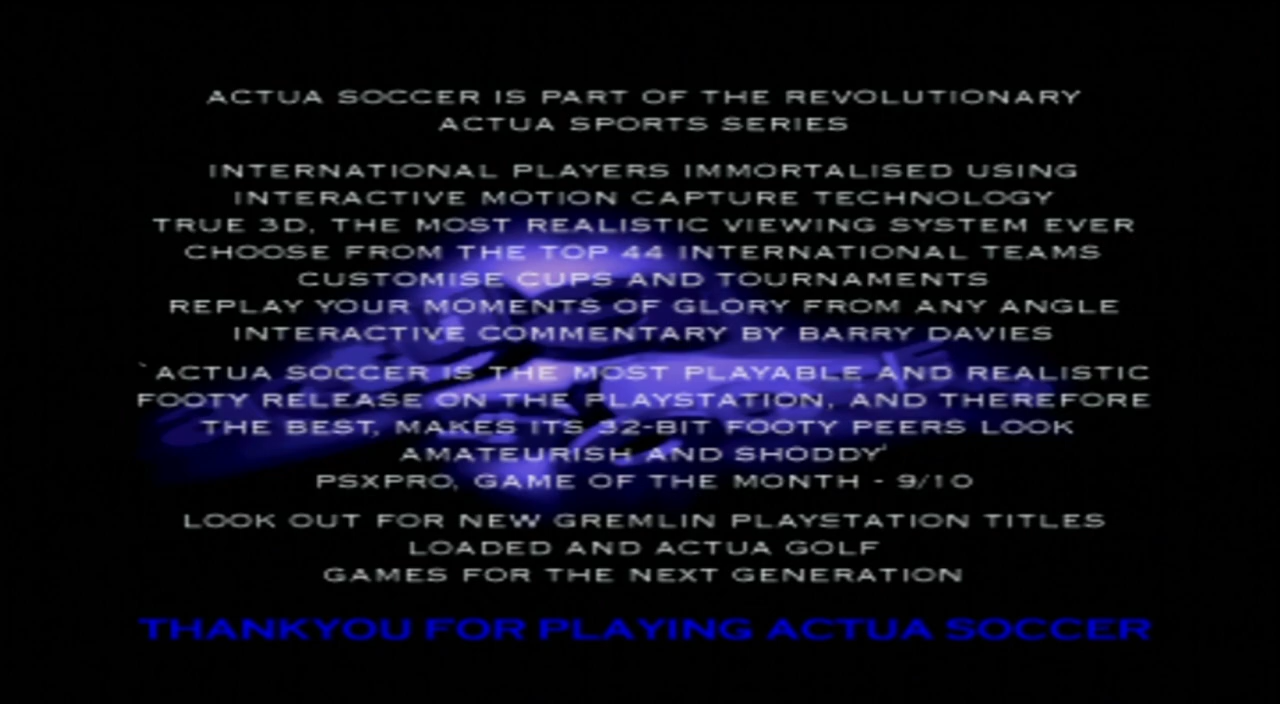 ACTUA SOCCER IS PART OF THE REVOLUTIONARY
ACTUA SPORTS SERIES
INTERNATIONAL PLAYERS IMMORTALISED USING
INTERACTIVE MOTION CAPTURE TECHNOLOGY
TRUE 3D, THE MOST REALISTIC VIEWING SYSTEM EVER
CHOOSE FROM THE TOP 44 INTERNATIONAL TEAMS
CUSTOMISE CUPS AND TOURNAMENTS
REPLAY YOUR MOMENTS OF GLORY FROM ANY ANGLE
INTERACTIVE COMMENTARY BY BARRY DAVIES
`ACTUA SOCCER IS THE MOST PLAYABLE AND REALISTIC
FOOTY RELEASE ON THE PLAYSTATION, AND THEREFORE
THE BEST, MAKES ITS 32-BIT FOOTY PEERS LOOK
AMATEURISH AND SHODDY'
PSXPRO, GAME OF THE MONTH - 9/10
LOOK OUT FOR NEW GREMLIN PLAYSTATION TITLES
LOADED AND ACTUA GOLF
GAMES FOR THE NEXT GENERATION
THANKYOU FOR PLAYING ACTUA SOCCER